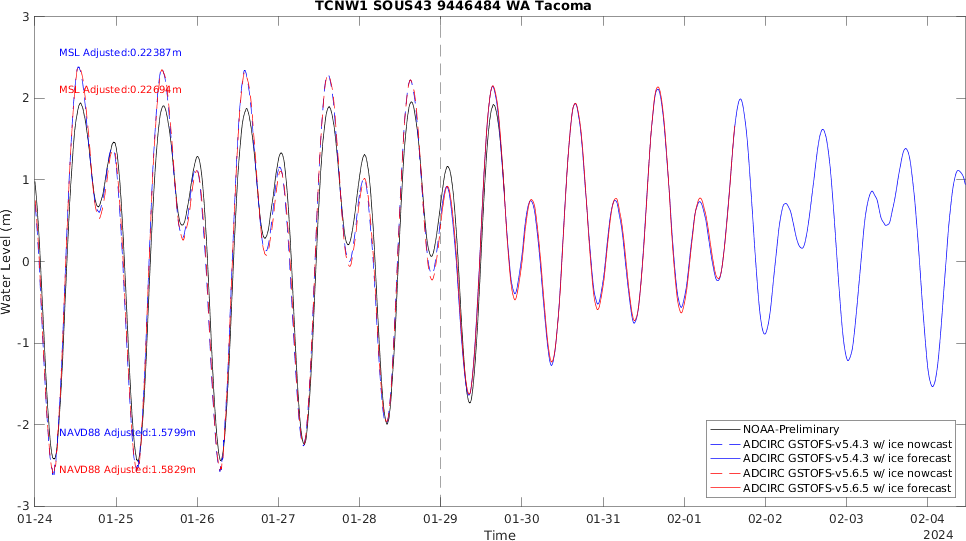 TCNW1 SOUS43 9446484 WA Tacoma
3
2
1
0
-1
-2
-3
Water Level (m)
MSL Adjusted:0.22387m
MSL Adjusted:0.22694m
NAVD88 Adjusted:1.5799m
NAVD88 Adjusted:1.5829m
NOAA-Preliminary
ADCIRC GSTOFS-v5.4.3 w/ ice nowcast
ADCIRC GSTOFS-v5.4.3 w/ ice forecast
ADCIRC GSTOFS-v5.6.5 w/ ice nowcast
ADCIRC GSTOFS-v5.6.5 w/ ice forecast
01-24 01-25 01-26 01-27 01-28 01-29 01-30 01-31 02-01 02-02 02-03 02-04
Time
2024